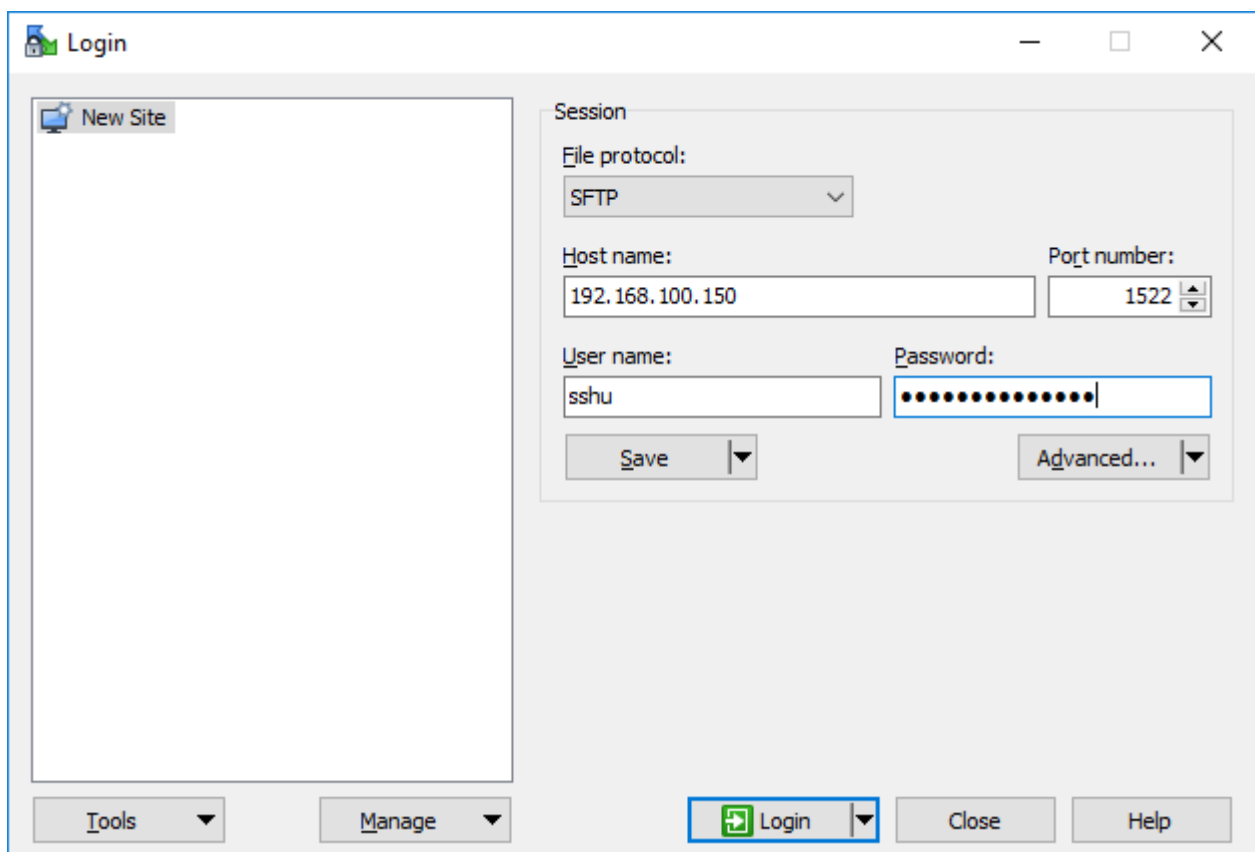 Login
New Site
Session
File protocol:
SFTP
Host name:
Port number:
192.168.100.150
1522
User name:
Password:
sshu
●●●●●●●●●●●●●●
Save
Advanced...
Tools
Manage
Login
Close
Help